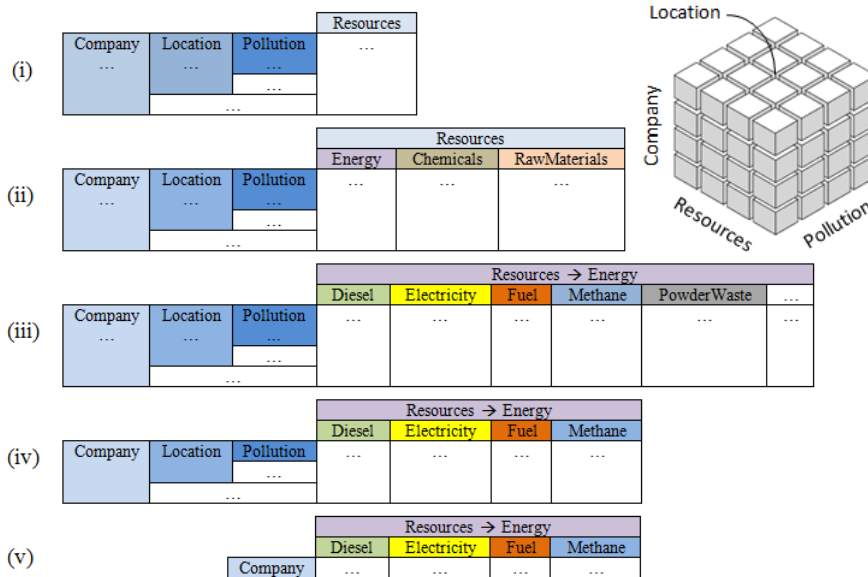 Resources
Company Location Pollution …
(i) … … …
…
…
Location
Company
Resources
Pollution
Resources
Energy Chemicals RawMaterials
(ii) Company Location Pollution … … …
… … …
…
…
Resources → Energy
Diesel Electricity Fuel Methane PowderWaste …
(iii) Company Location Pollution … … … … … …
… … …
…
…
Resources → Energy
Diesel Electricity Fuel Methane
(iv) Company Location Pollution … … … …
…
…
Resources → Energy
(v) Diesel Electricity Fuel Methane
Company … … … …